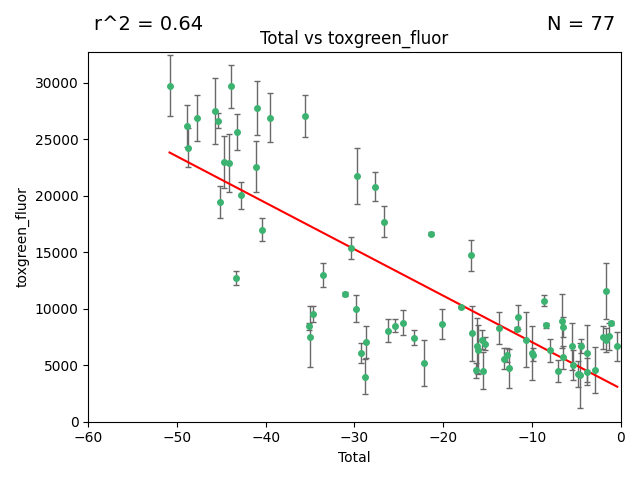 r^2 = 0.64
N = 77
Total vs toxgreen_fluor
30000
25000
20000
15000
10000
5000
0
toxgreen_fluor
−60
−50
−40
−30
−20
−10
0
Total